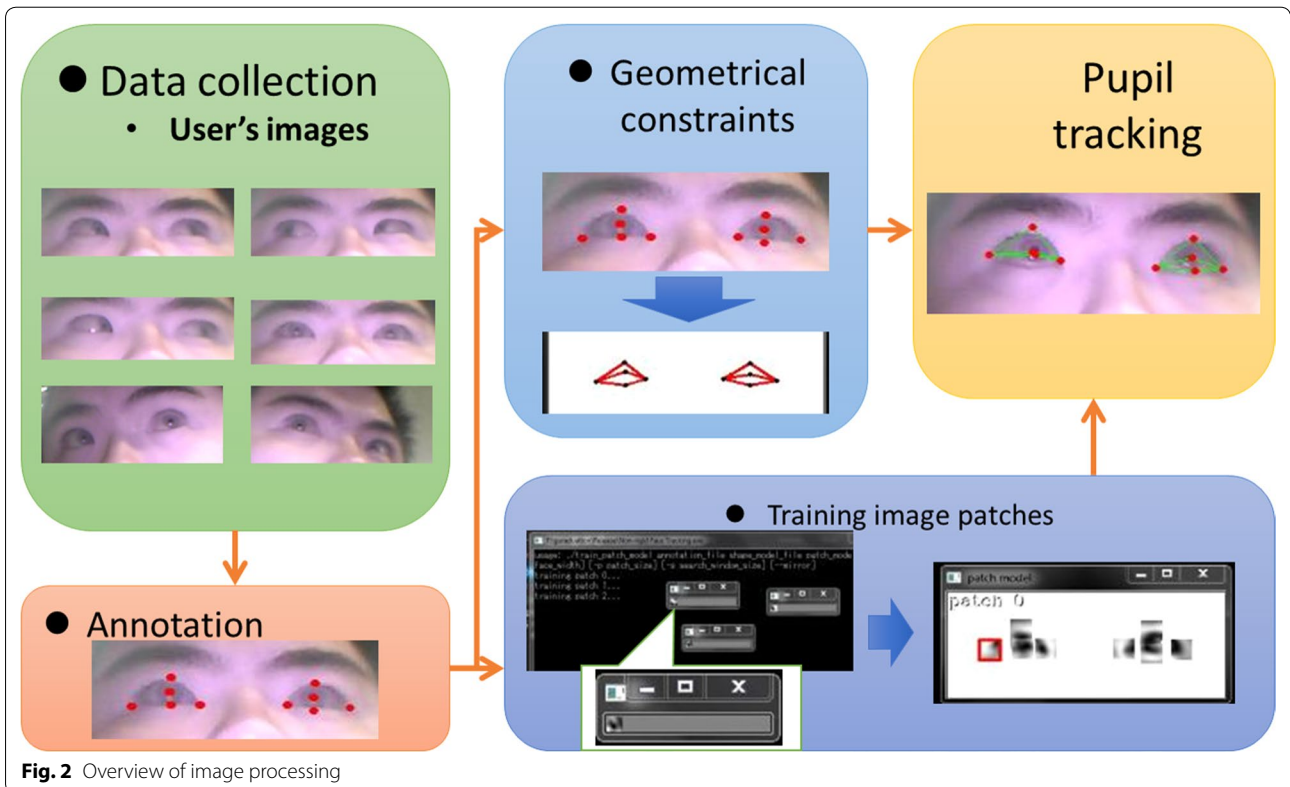 ● Data collection
• User's images
● Geometrical
constraints
Pupil
tracking
● Annotation
● Training image patches
usage: ./train_patch_model annotation_file shape_model_file patch_mode
face_width] [-p patch_size] [-s search_window_size] [--mirror]
training patch 0...
training patch 1...
training patch 2...
patch model
patch 0
Fig. 2 Overview of image processing